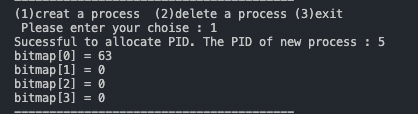 (1)creat a process  (2)delete a process (3)exit
 Please enter your choise : 1
Sucessful to allocate PID. The PID of new process : 5
bitmap[0] = 63
bitmap[1] = 0
bitmap[2] = 0
bitmap[3] = 0